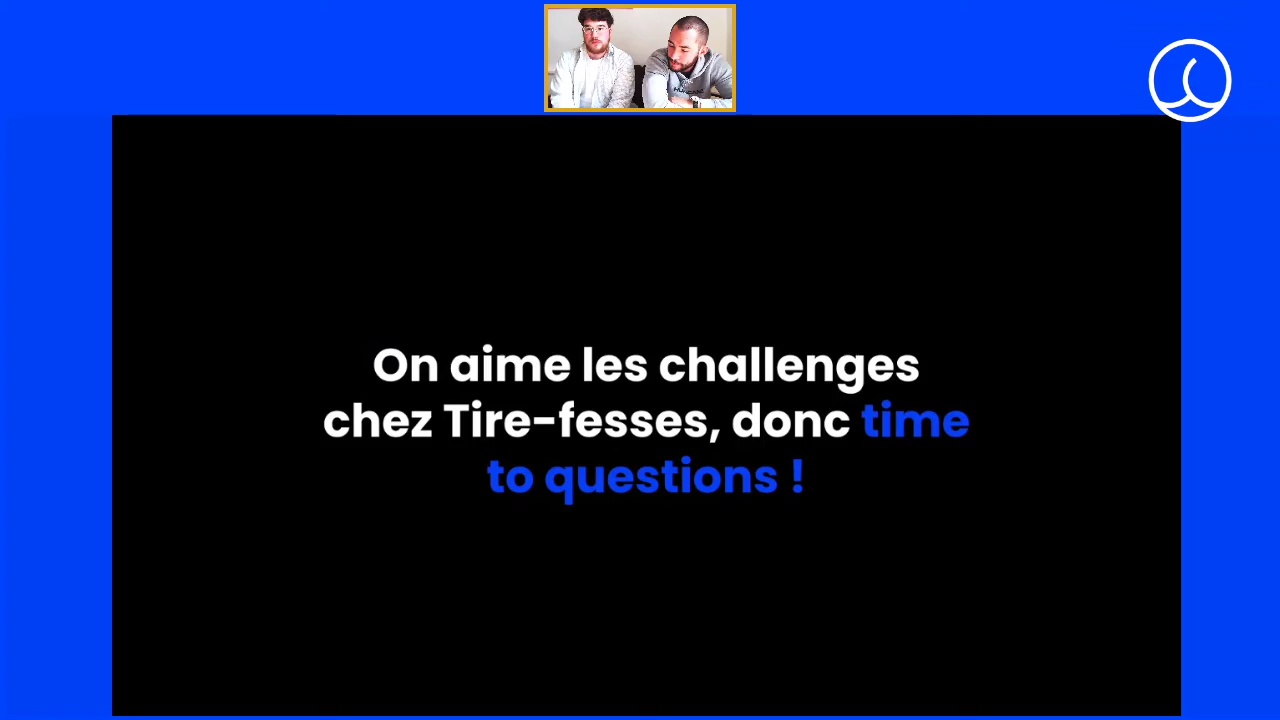 On aime les challenges
chez Tire-fesses, donc time
to questions !